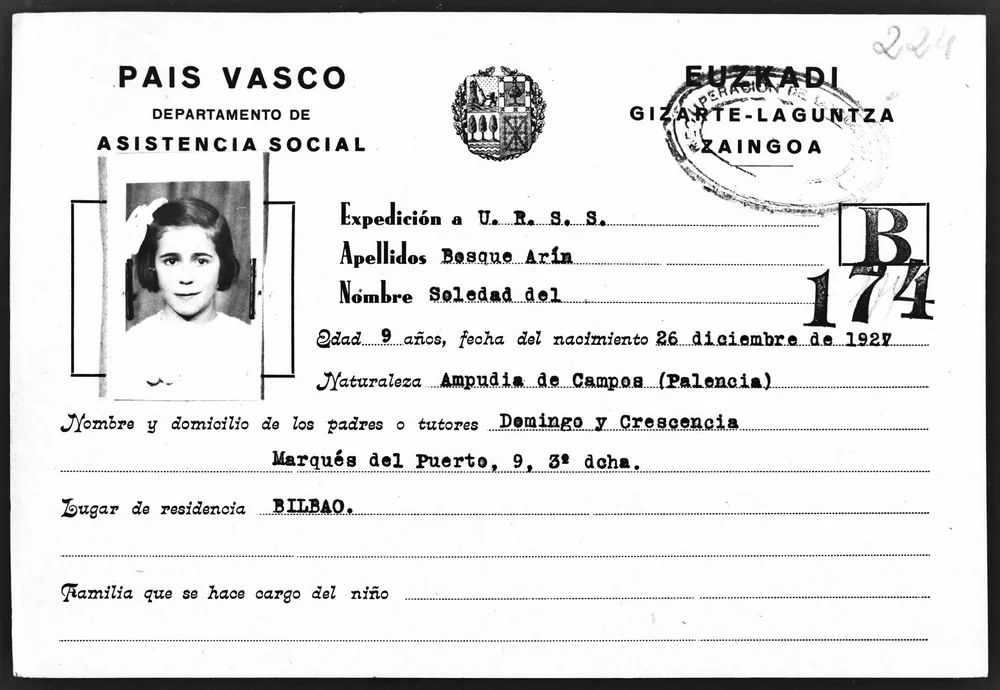 224
PAIS VASCO
DEPARTAMENTO DE
ASISTENCIA SOCIAL
EUZKADI
GIZARTE-LAGUNTZA
ZAINGOA
RECUPERACIÓN DE
Expedición a U. R. S. S.
Apellidos Bosque Arín
Nombre Soledad del
B
174
Edad 9 años, fecha del nacimiento 26 diciembre de 1927
Naturaleza Ampudia de Campos (Palencia)
Nombre y domicilio de los padres o tutores Domingo y Crescencia
Marqués del Puerto, 9, 3º dcha.
Lugar de residencia BILBAO.
Familia que se hace cargo del niño